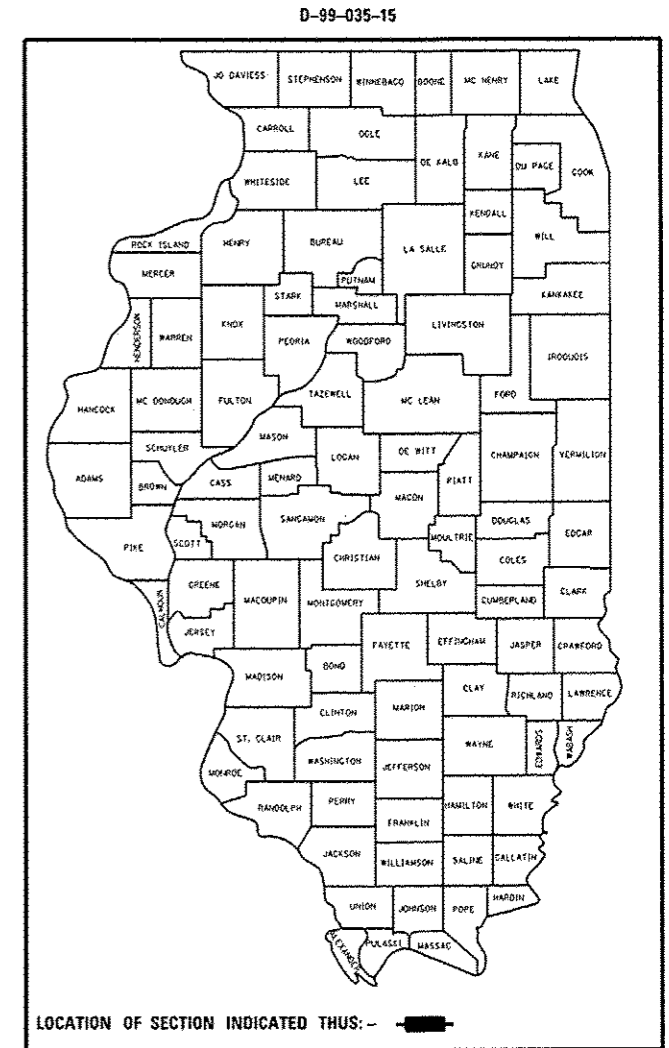 D-99-035-15
JO DAVIESS STEPHENSON WINNEBAGO BOONE MC HENRY LAKE
CARROLL OGLE DE KALB KANE DU PAGE COOK
WHITESIDE LEE KENDALL WILL
ROCK ISLAND HENRY BUREAU LA SALLE GRUNDY
MERCER STARK PUTNAM MARSHALL KANKAKEE
HENDERSON WARREN KNOX PEORIA WOODFORD LIVINGSTON IROQUOIS
HANCOCK MC DONOUGH FULTON TAZEWELL MC LEAN FORD
SCHUYLER MASON LOGAN DE WITT CHAMPAIGN VERMILION
ADAMS BROWN CASS MENARD MACON PIATT
PIKE SCOTT MORGAN SANGAMON CHRISTIAN MOULTRIE DOUGLAS EDGAR
COLES
CALHOUN GREENE MACOUPIN MONTGOMERY SHELBY CUMBERLAND CLARK
JERSEY FAYETTE EFFINGHAM JASPER CRAWFORD
MADISON BOND CLAY RICHLAND LAWRENCE
CLINTON MARION
ST. CLAIR WASHINGTON JEFFERSON WAYNE EDWARDS WABASH
MONROE RANDOLPH PERRY FRANKLIN HAMILTON WHITE
JACKSON WILLIAMSON SALINE GALLATIN
UNION JOHNSON POPE HARDIN
ALEXANDER PULASKI MASSAC
LOCATION OF SECTION INDICATED THUS: -